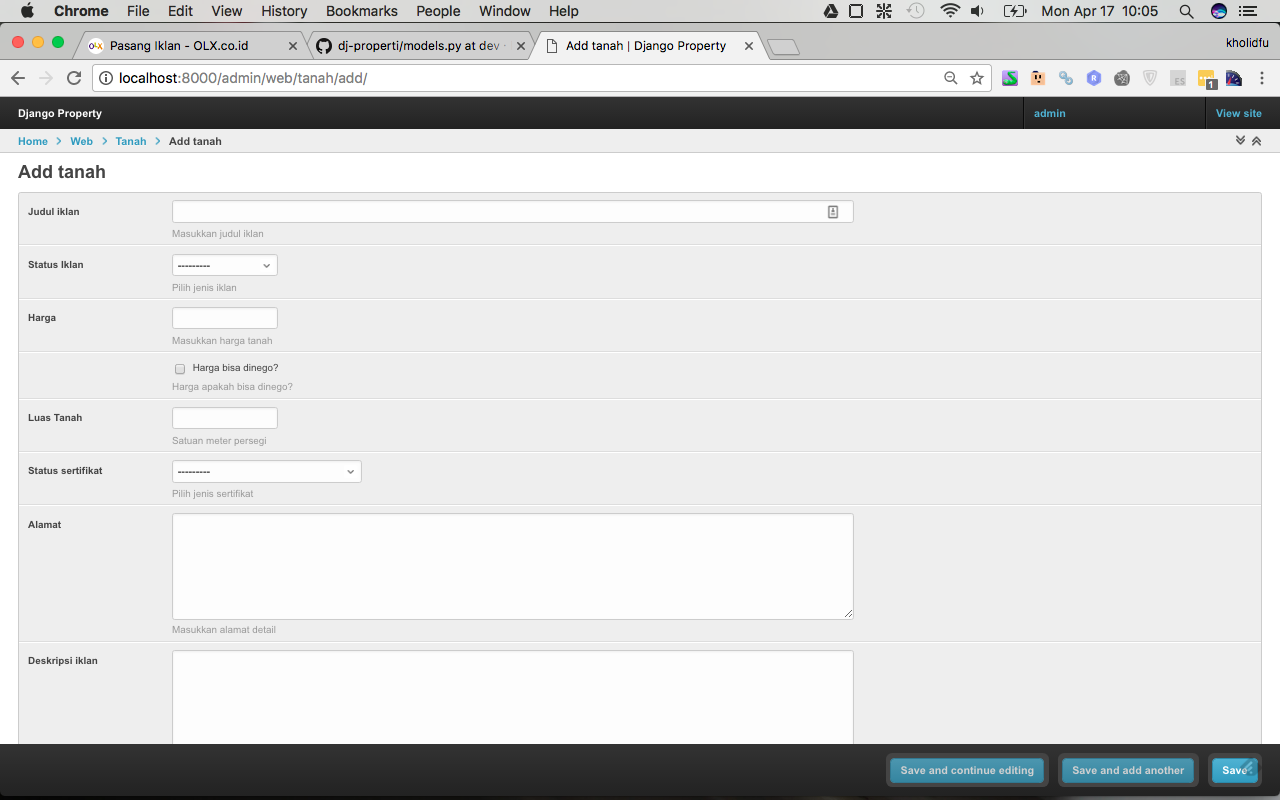 Chrome File Edit View History Bookmarks People Window Help Mon Apr 17 10:05
Pasang Iklan - OLX.co.id dj-properti/models.py at dev Add tanah | Django Property kholidfu
localhost:8000/admin/web/tanah/add/
Django Property admin View site
Home Web Tanah Add tanah
Add tanah
Judul iklan
Masukkan judul iklan
Status Iklan ---------
Pilih jenis iklan
Harga
Masukkan harga tanah
Harga bisa dinego?
Harga apakah bisa dinego?
Luas Tanah
Satuan meter persegi
Status sertifikat ---------
Pilih jenis sertifikat
Alamat
Masukkan alamat detail
Deskripsi iklan
Save and continue editing Save and add another Save